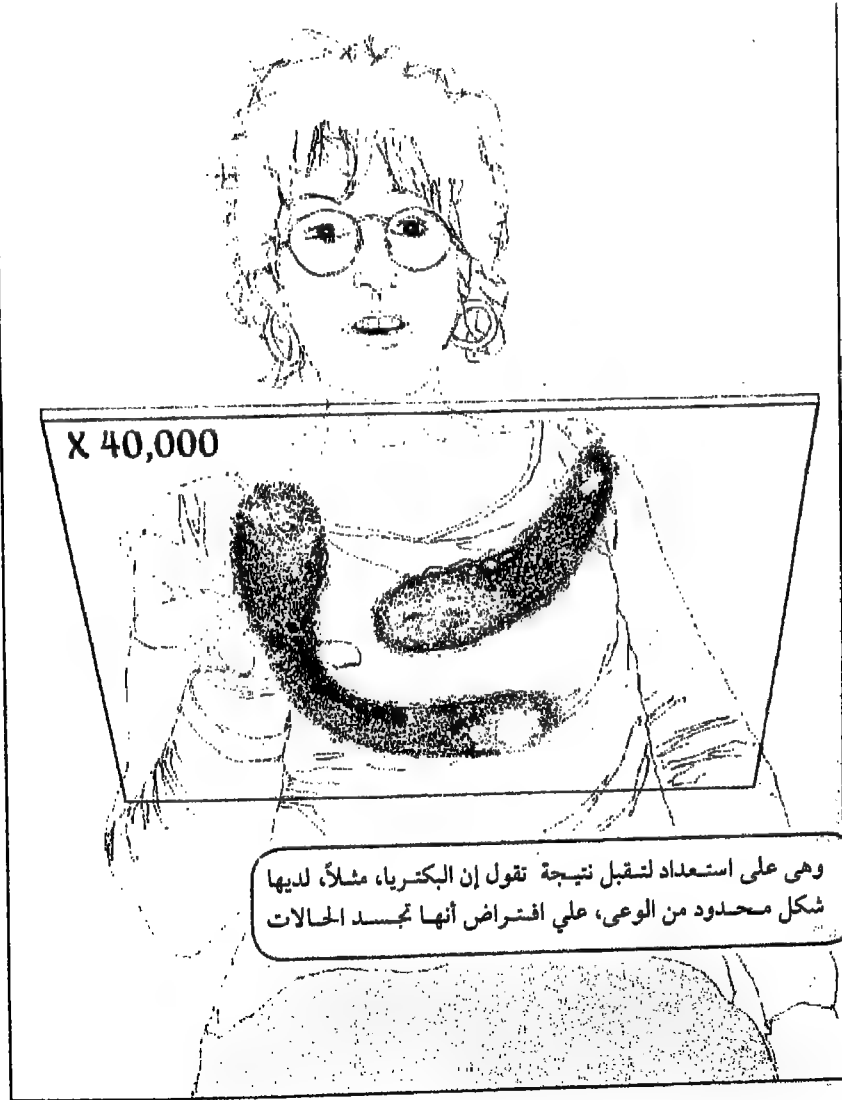 X 40,000
وهى على استعداد لتقبل نتيجة تقول إن البكتريا، مثلاً، لديها
شكل محدود من الوعى، علي افتراض أنها تجسد الحالات